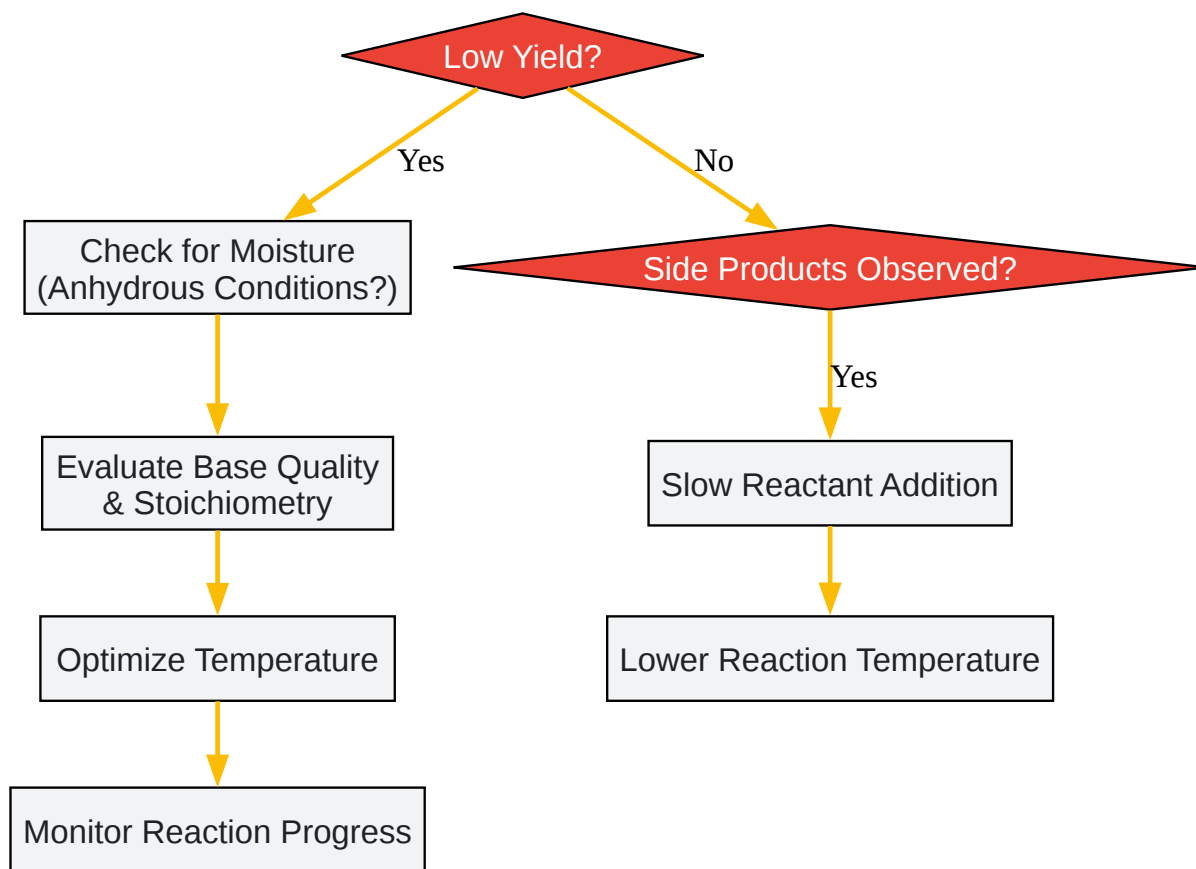 Low Yield?
Yes
No
Check for Moisture
(Anhydrous Conditions?)
Side Products Observed?
Yes
Evaluate Base Quality
& Stoichiometry
Slow Reactant Addition
Optimize Temperature
Lower Reaction Temperature
Monitor Reaction Progress